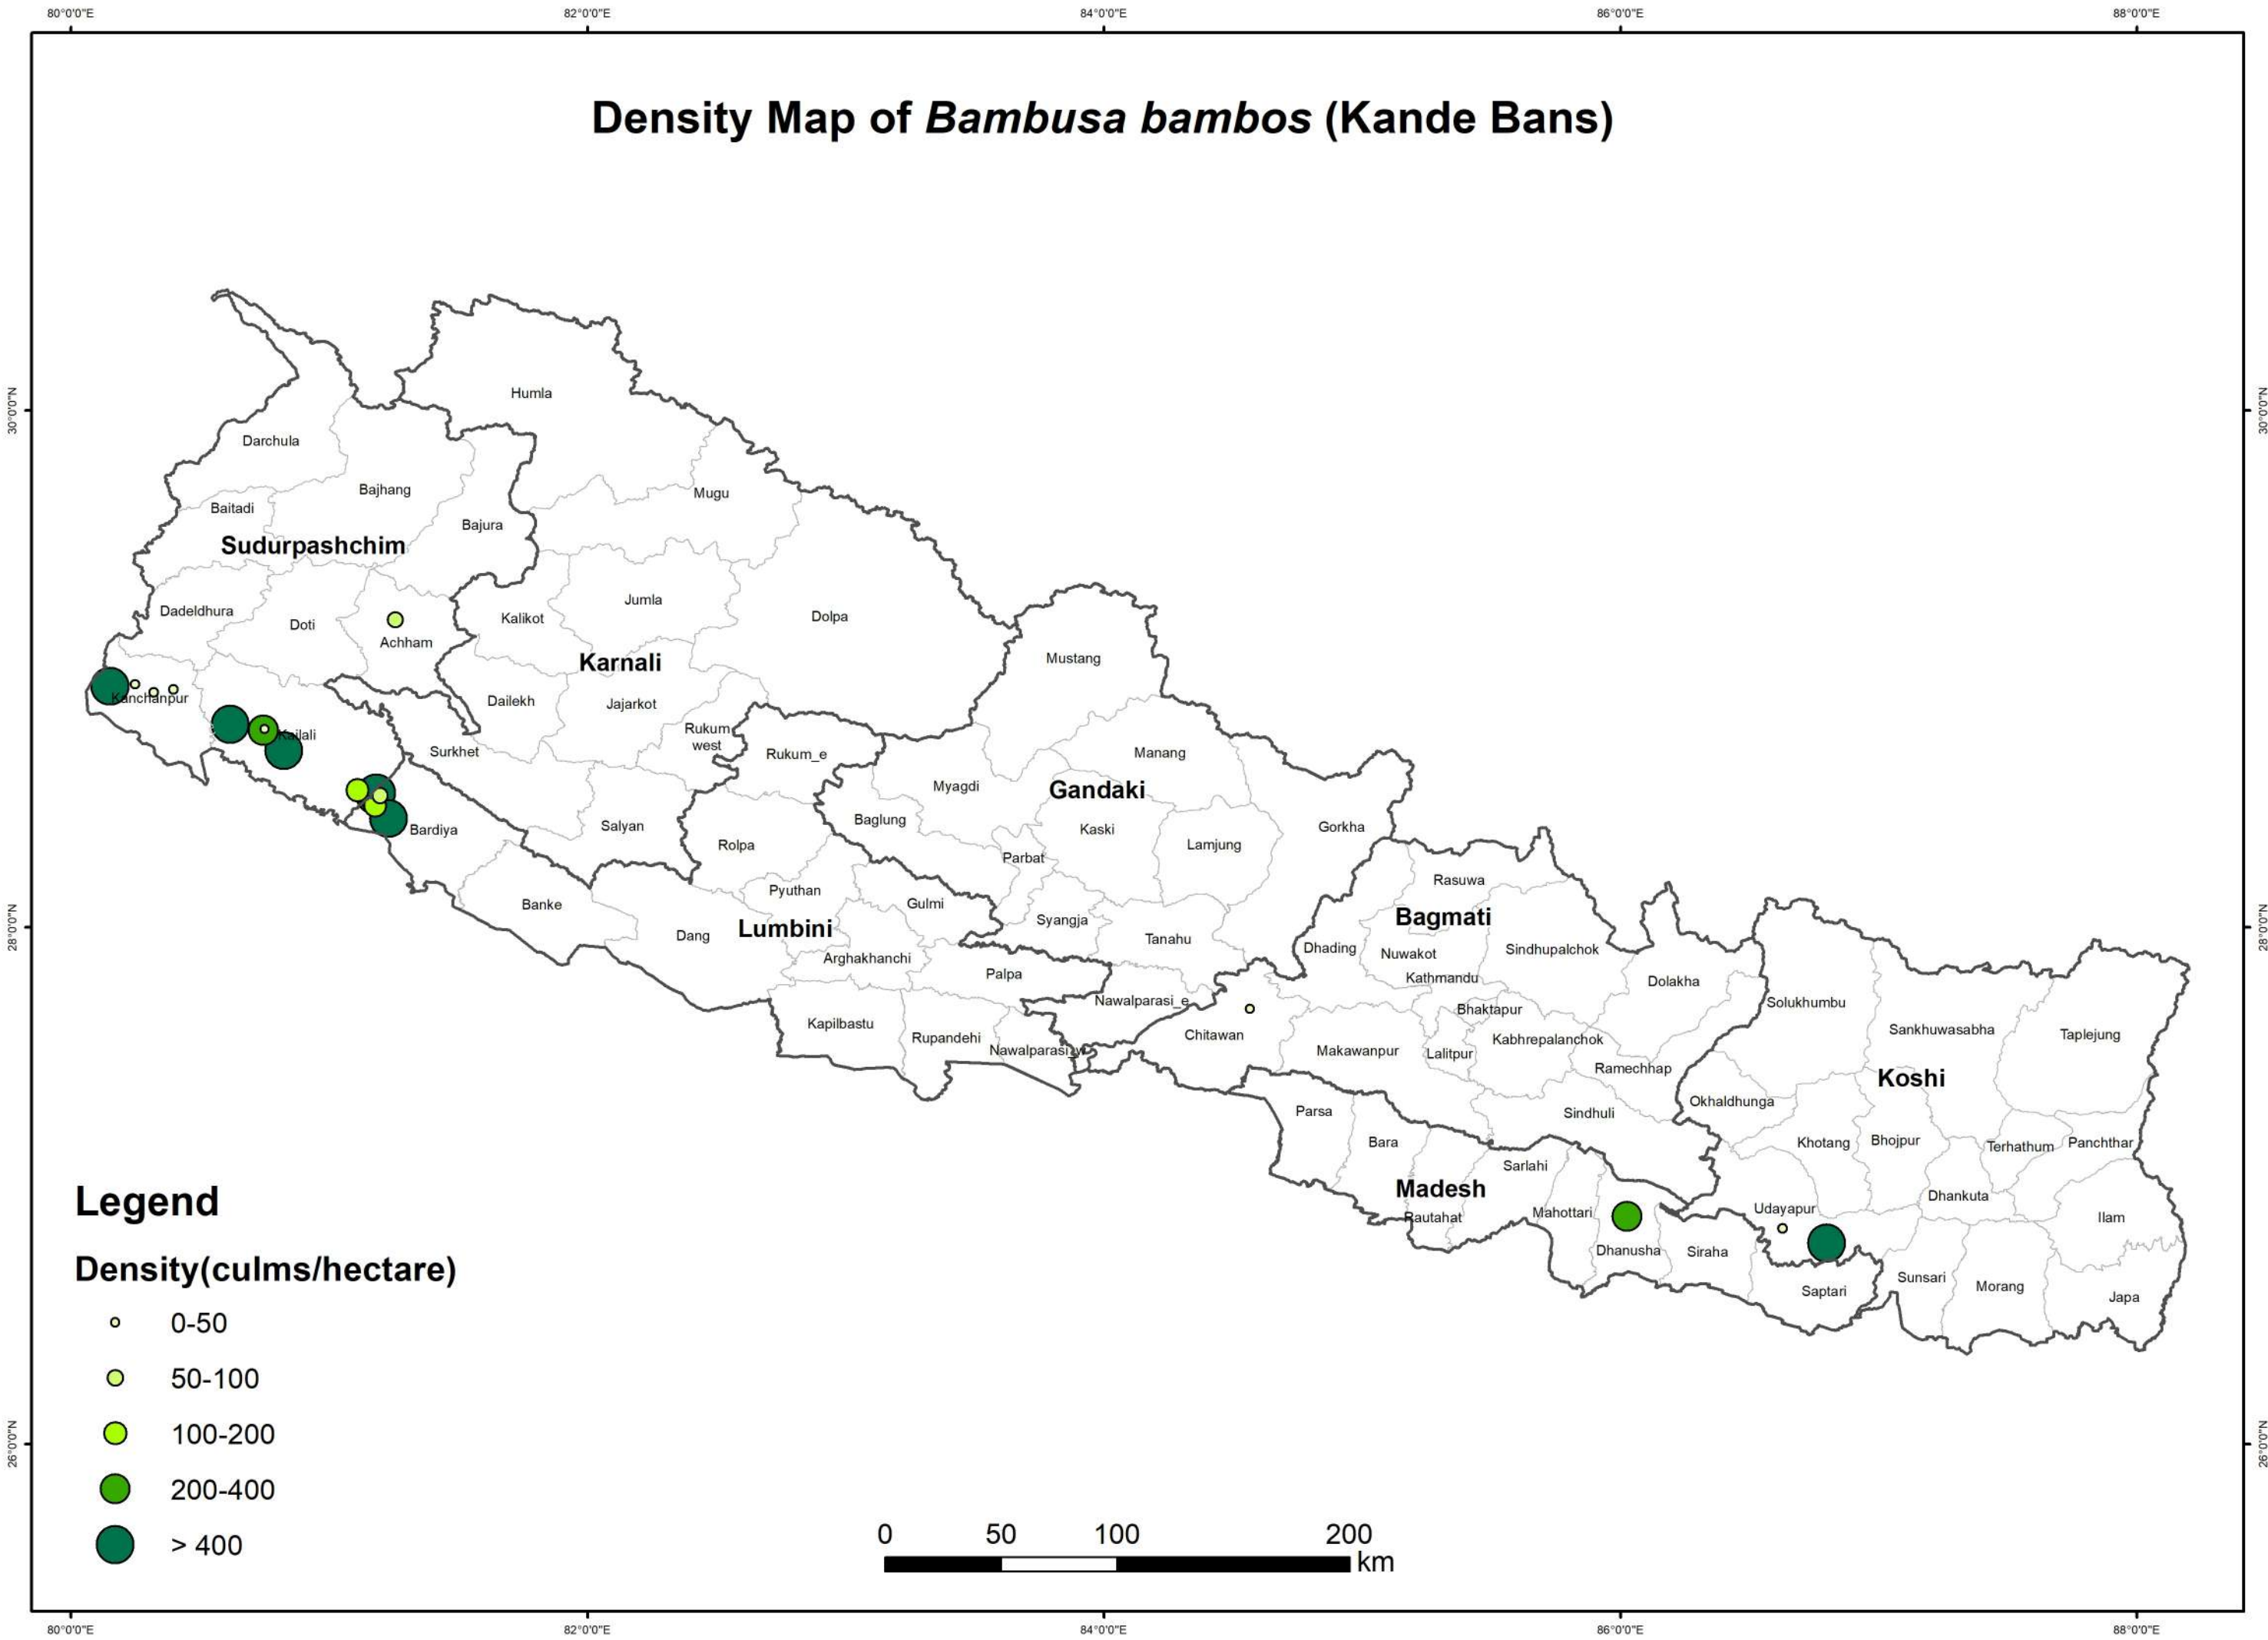 80°0'0"E 82°0'0"E 84°0'0"E 86°0'0"E 88°0'0"E
Density Map of Bambusa bambos (Kande Bans)
30°0'0"N 30°0'0"N
Humla
Darchula
Bajhang
Mugu
Baitadi
Bajura
Sudurpashchim
Jumla
Dadeldhura
Dolpa
Kalikot
Doti
Achham
Mustang
Karnali
Kanchanpur
Dailekh
Jajarkot
Rukum
west
Kailali
Surkhet
Rukum_e
Manang
Myagdi
Gandaki
Baglung
Salyan
Gorkha
Kaski
Bardiya
Rolpa
Lamjung
Parbat
Rasuwa
Pyuthan
Gulmi
Banke
Bagmati
Syangja
28°0'0"N 28°0'0"N
Lumbini
Dang
Tanahu
Dhading
Sindhupalchok
Nuwakot
Arghakhanchi
Palpa
Kathmandu
Dolakha
Nawalparasi_e
Solukhumbu
Bhaktapur
Kapilbastu
Sankhuwasabha
Chitawan
Taplejung
Rupandehi
Kabhrepalanchok
Nawalparasi_w
Makawanpur
Lalitpur
Ramechhap
Koshi
Okhaldhunga
Parsa
Sindhuli
Bhojpur
Bara
Khotang
Panchthar
Terhathum
Sarlahi
Madesh
Dhankuta
Udayapur
Mahottari
Rautahat
Ilam
Dhanusha
Siraha
Sunsari
Morang
Saptari
Japa
Legend
Density(culms/hectare)
0-50
50-100
100-200
200-400
> 400
26°0'0"N 26°0'0"N
0 50 100 200
km
80°0'0"E 82°0'0"E 84°0'0"E 86°0'0"E 88°0'0"E